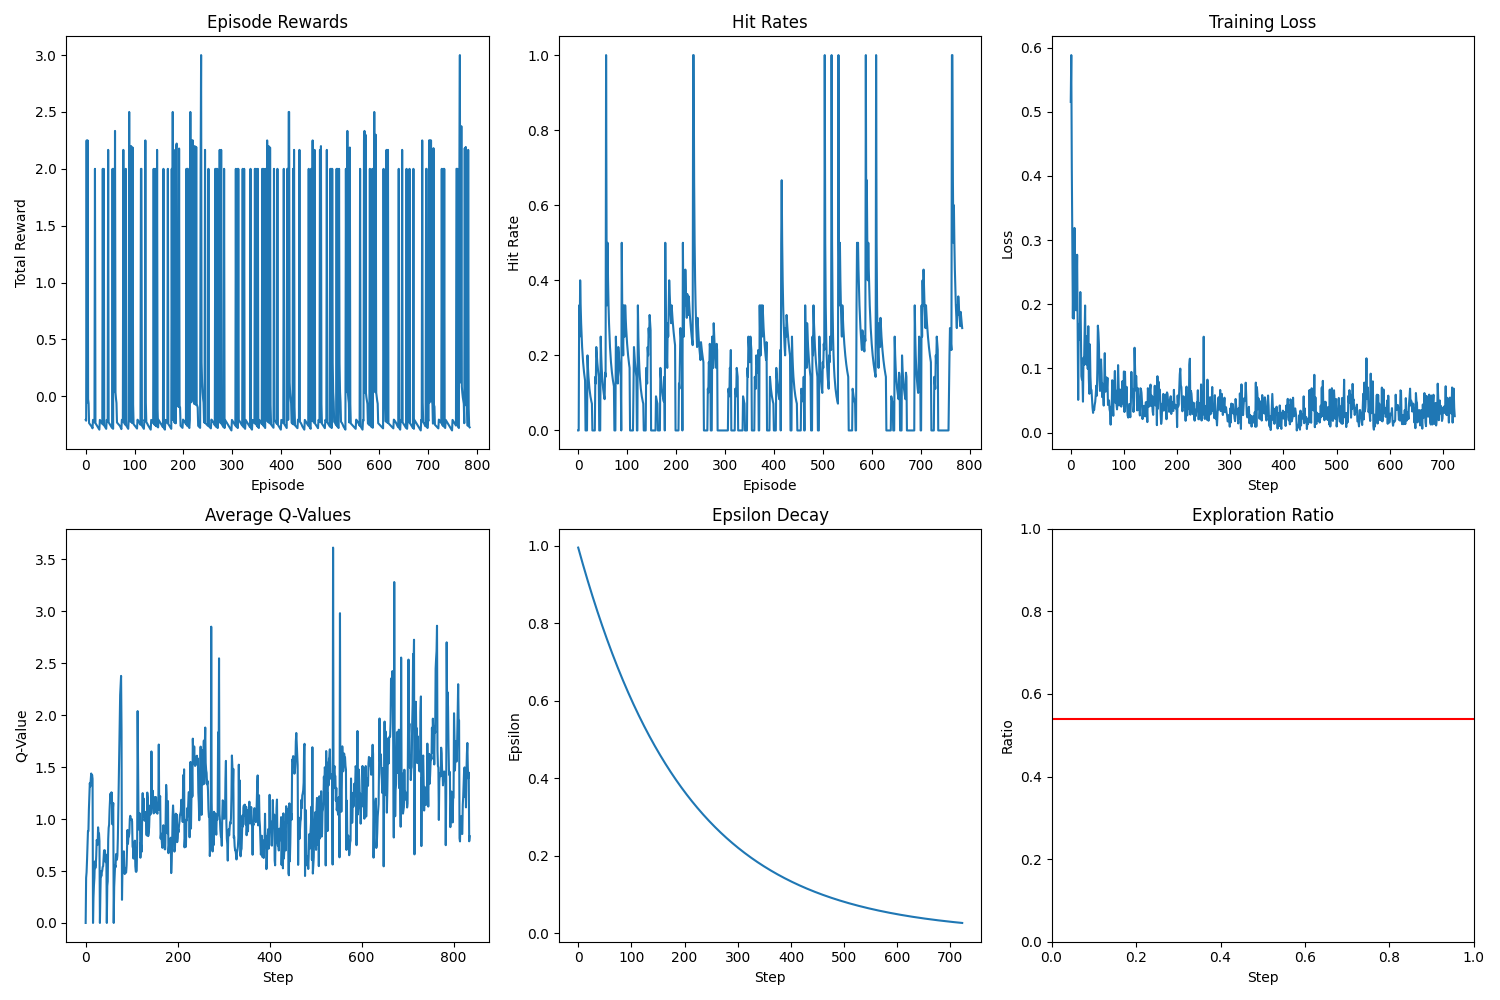 Episode Rewards
3.0
2.5
2.0
1.5
1.0
0.5
0.0
Total Reward
0 100 200 300 400 500 600 700 800
Episode
Hit Rates
1.0
0.8
0.6
0.4
0.2
0.0
Hit Rate
0 100 200 300 400 500 600 700 800
Episode
Training Loss
0.6
0.5
0.4
0.3
0.2
0.1
0.0
Loss
0 100 200 300 400 500 600 700
Step
Average Q-Values
3.5
3.0
2.5
2.0
1.5
1.0
0.5
0.0
Q-Value
0 200 400 600 800
Step
Epsilon Decay
1.0
0.8
0.6
0.4
0.2
0.0
Epsilon
0 100 200 300 400 500 600 700
Step
Exploration Ratio
1.0
0.8
0.6
0.4
0.2
0.0
Ratio
0.0 0.2 0.4 0.6 0.8 1.0
Step